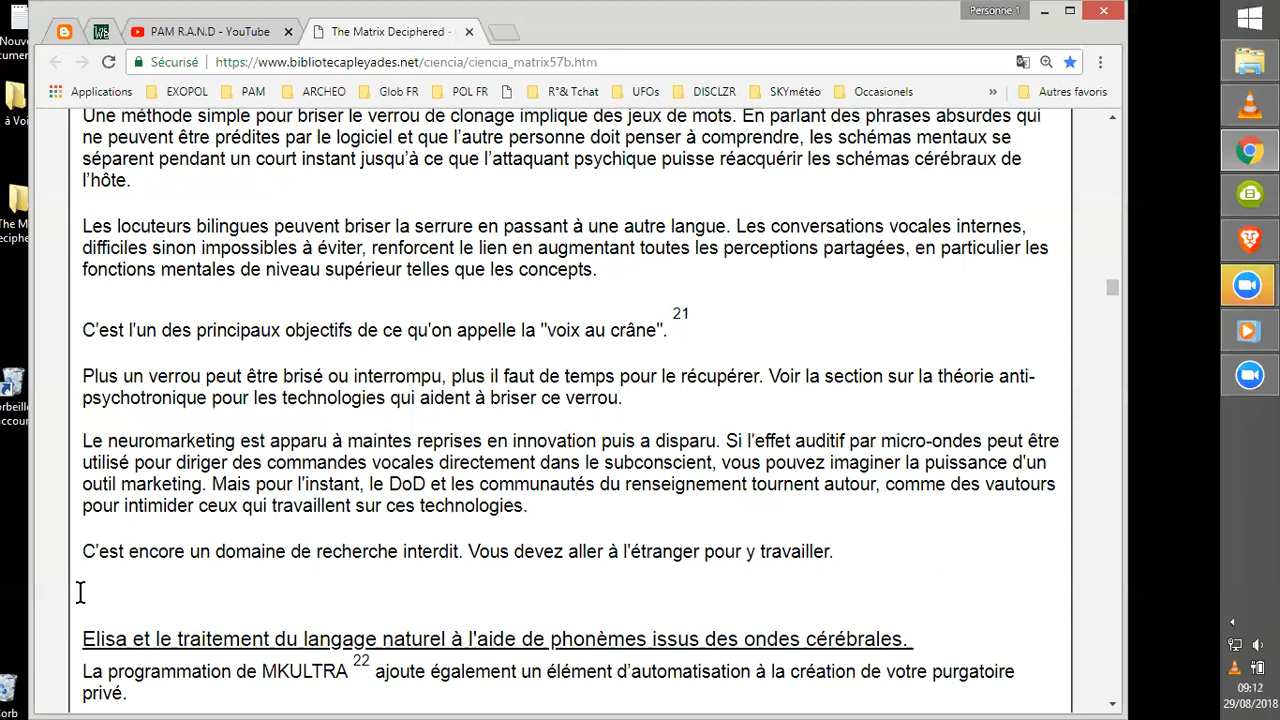 Personne 1
PAM R.A.N.D - YouTube
The Matrix Deciphered -
Sécurisé
https://www.bibliotecapleyades.net/ciencia/ciencia_matrix57b.htm
Applications EXOPOL PAM ARCHEO Glob FR POL FR R°& Tchat UFOs DISCLZR SKYmétéo Occasionels » Autres favoris
Nouve
cumen
à Voi
The M
eciphe
orbeille
accour
Corb
Une méthode simple pour briser le verrou de clonage implique des jeux de mots. En parlant des phrases absurdes qui
ne peuvent être prédites par le logiciel et que l’autre personne doit penser à comprendre, les schémas mentaux se
séparent pendant un court instant jusqu’à ce que l’attaquant psychique puisse réacquérir les schémas cérébraux de
l’hôte.
Les locuteurs bilingues peuvent briser la serrure en passant à une autre langue. Les conversations vocales internes,
difficiles sinon impossibles à éviter, renforcent le lien en augmentant toutes les perceptions partagées, en particulier les
fonctions mentales de niveau supérieur telles que les concepts.
C'est l'un des principaux objectifs de ce qu'on appelle la "voix au crâne". 21
Plus un verrou peut être brisé ou interrompu, plus il faut de temps pour le récupérer. Voir la section sur la théorie anti-
psychotronique pour les technologies qui aident à briser ce verrou.
Le neuromarketing est apparu à maintes reprises en innovation puis a disparu. Si l'effet auditif par micro-ondes peut être
utilisé pour diriger des commandes vocales directement dans le subconscient, vous pouvez imaginer la puissance d'un
outil marketing. Mais pour l'instant, le DoD et les communautés du renseignement tournent autour, comme des vautours
pour intimider ceux qui travaillent sur ces technologies.
C'est encore un domaine de recherche interdit. Vous devez aller à l'étranger pour y travailler.
Elisa et le traitement du langage naturel à l'aide de phonèmes issus des ondes cérébrales.
La programmation de MKULTRA 22 ajoute également un élément d’automatisation à la création de votre purgatoire
privé.
09:12
29/08/2018